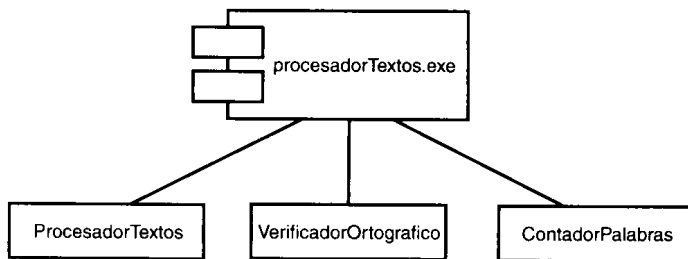 procesadorTextos.exe
ProcesadorTextos
VerificadorOrtografico
ContadorPalabras